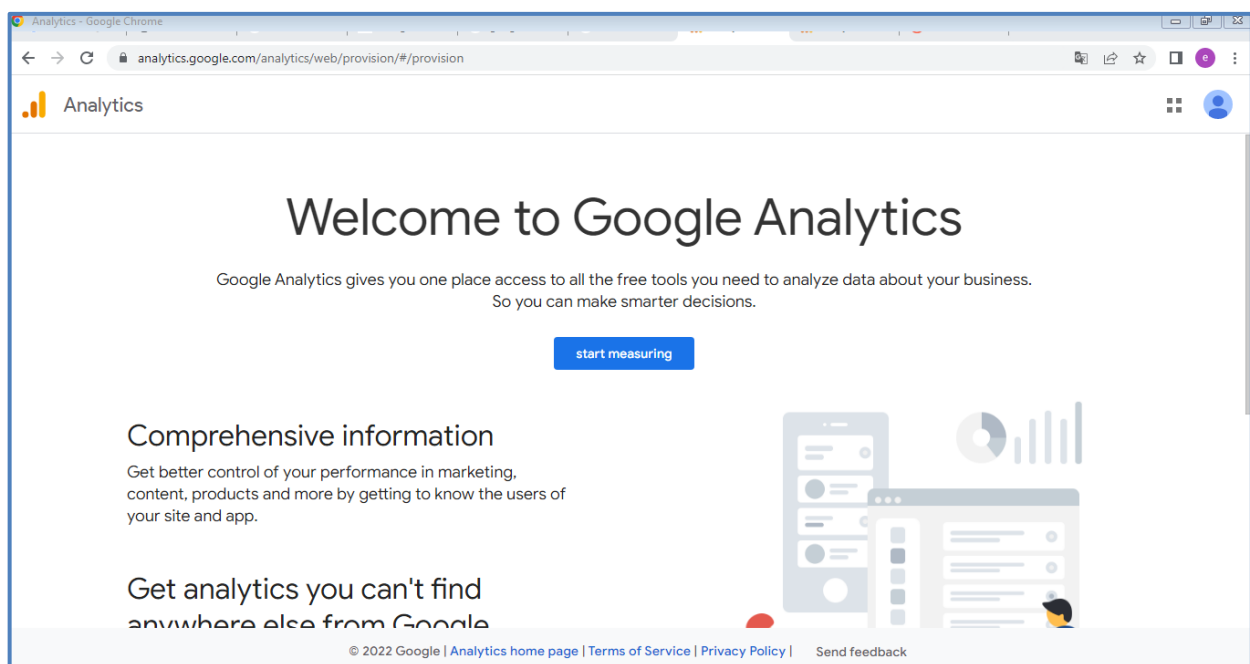 Analytics - Google Chrome
analytics.google.com/analytics/web/provision/#/provision
e
Analytics
Welcome to Google Analytics
Google Analytics gives you one place access to all the free tools you need to analyze data about your business.
So you can make smarter decisions.
start measuring
Comprehensive information
Get better control of your performance in marketing,
content, products and more by getting to know the users of
your site and app.
Get analytics you can't find
anywhere else from Google
© 2022 Google | Analytics home page | Terms of Service | Privacy Policy | Send feedback